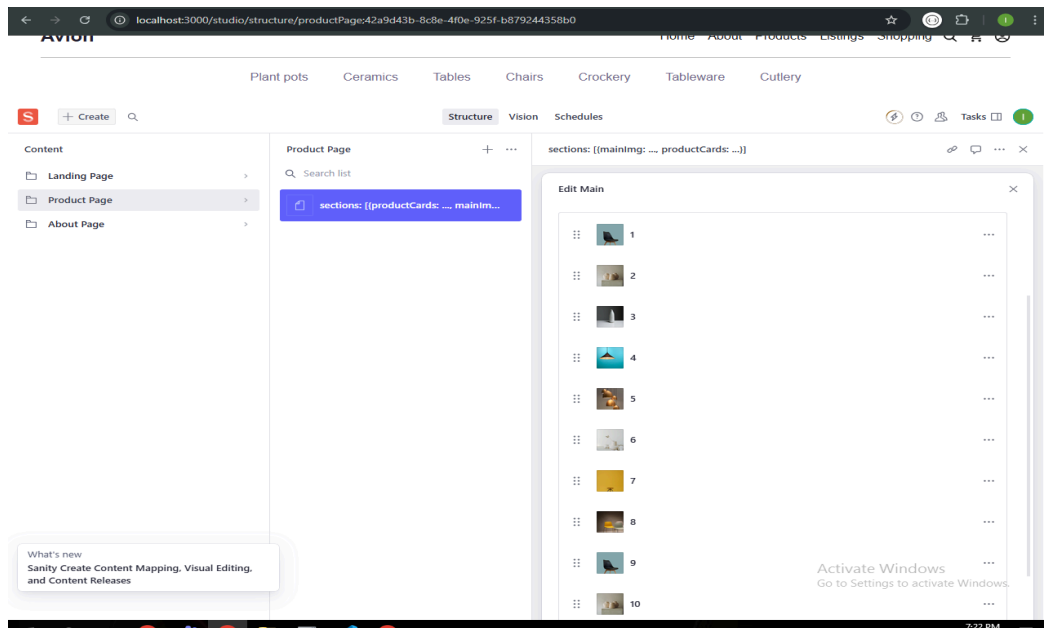 localhost:3000/studio/structure/productPage;42a9d43b-8c8e-4f0e-925f-b879244358b0
Avion
Home About Products Listings Shopping
Plant pots Ceramics Tables Chairs Crockery Tableware Cutlery
S + Create Structure Vision Schedules Tasks I
Content
Landing Page
Product Page
About Page
Product Page
Search list
sections: [{productCards: ..., mainIm...
sections: [{mainImg: ..., productCards: ...}]
Edit Main
1
2
3
4
5
6
7
8
9
10
What's new
Sanity Create Content Mapping, Visual Editing,
and Content Releases
Activate Windows
Go to Settings to activate Windows.
7:22 PM